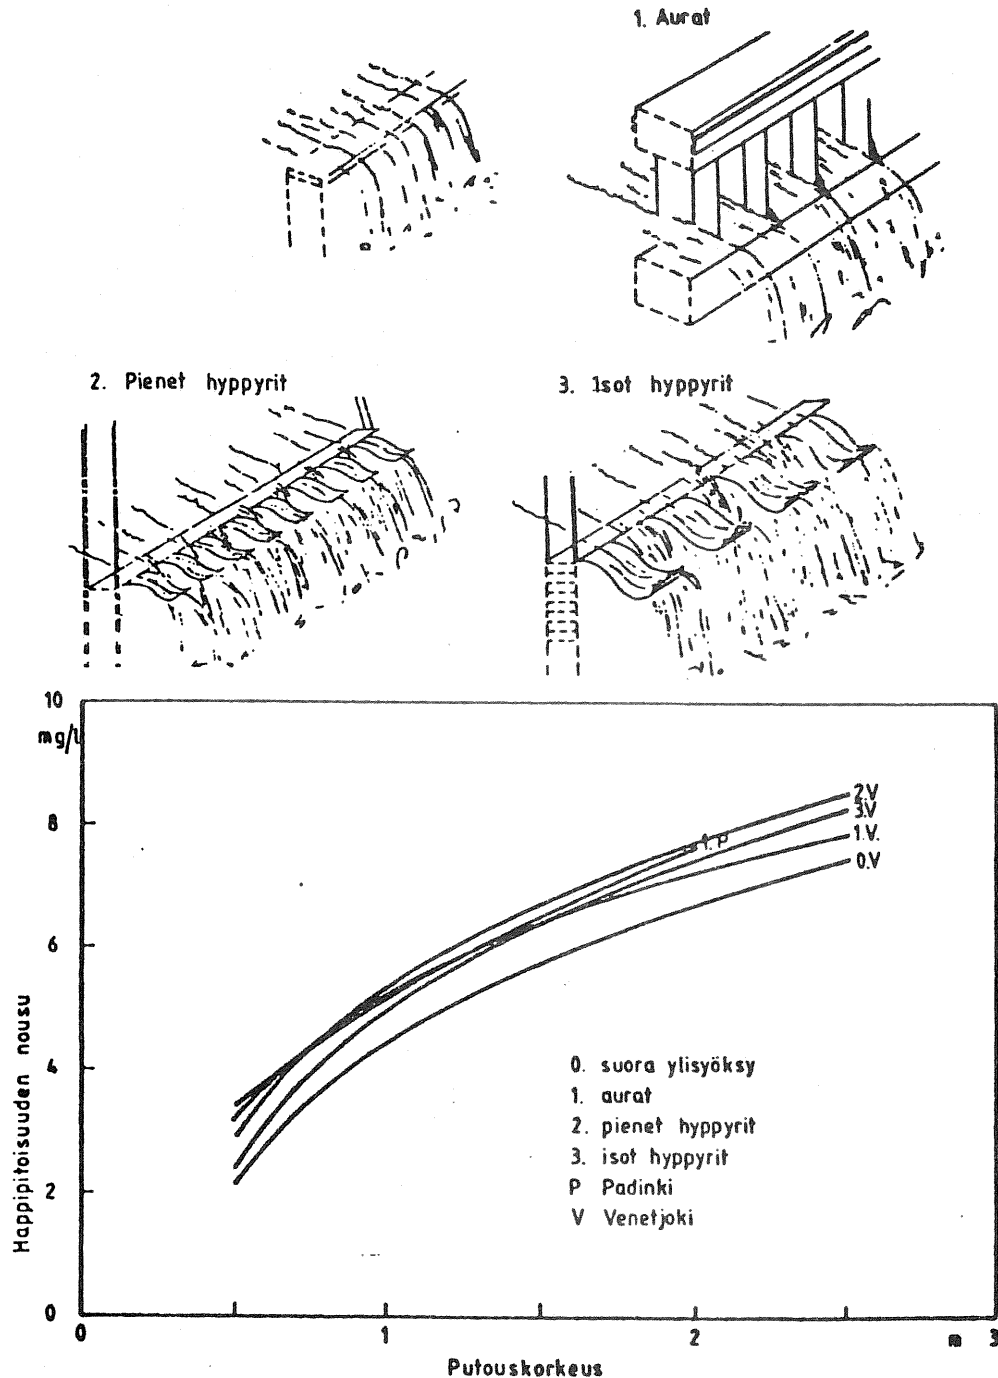 1. Aurat
2. Pienet hyppyrit
3. Isot hyppyrit
10
mg/l
8
6
4
2
0
Happipitoisuuden nousu
2.V
3.V
1.P
1.V.
0.V
0. suora ylisyöksy
1. aurat
2. pienet hyppyrit
3. isot hyppyrit
P Padinki
V Venetjoki
0 1 2 m 3
Putouskorkeus